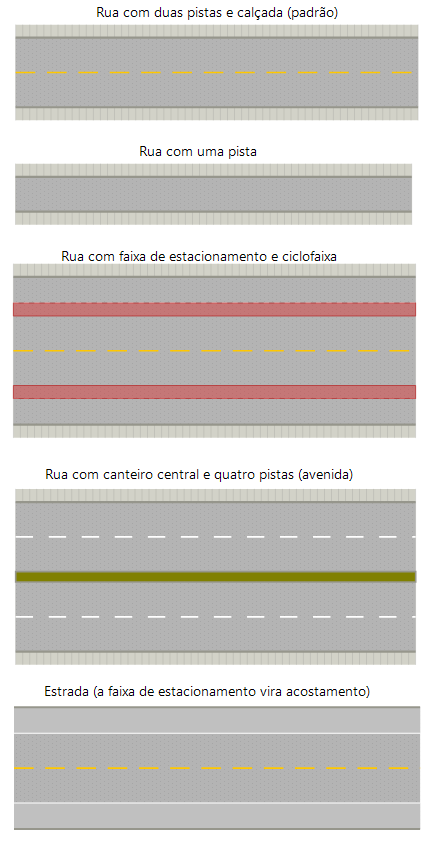 Rua com duas pistas e calçada (padrão)
Rua com uma pista
Rua com faixa de estacionamento e ciclofaixa
Rua com canteiro central e quatro pistas (avenida)
Estrada (a faixa de estacionamento vira acostamento)